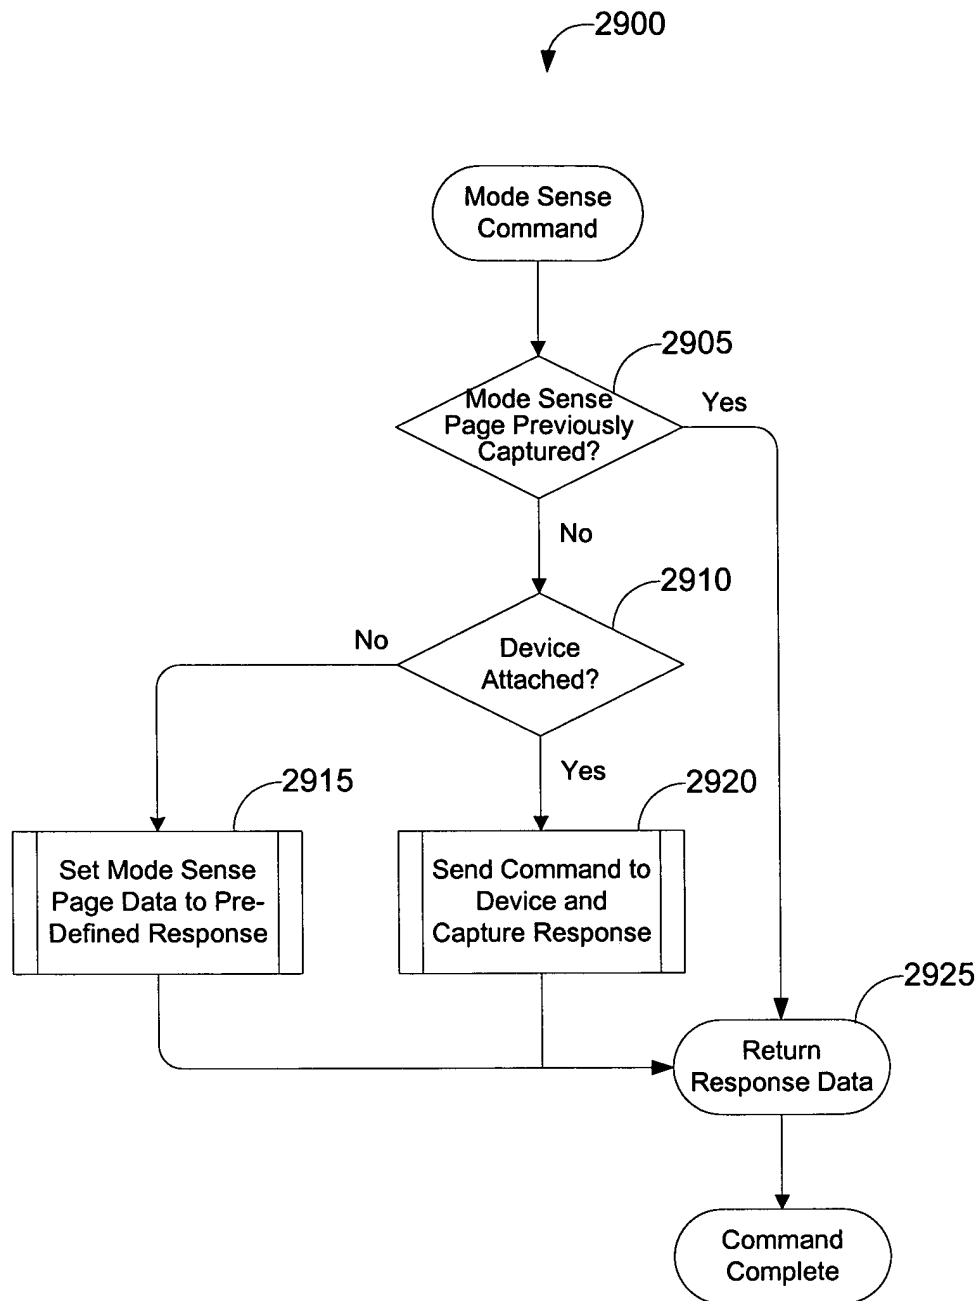 2900
Mode Sense
Command
2905
Mode Sense
Page Previously
Captured?
Yes
No
2910
Device
Attached?
No
Yes
2915
Set Mode Sense
Page Data to Pre-
Defined Response
2920
Send Command to
Device and
Capture Response
2925
Return
Response Data
Command
Complete